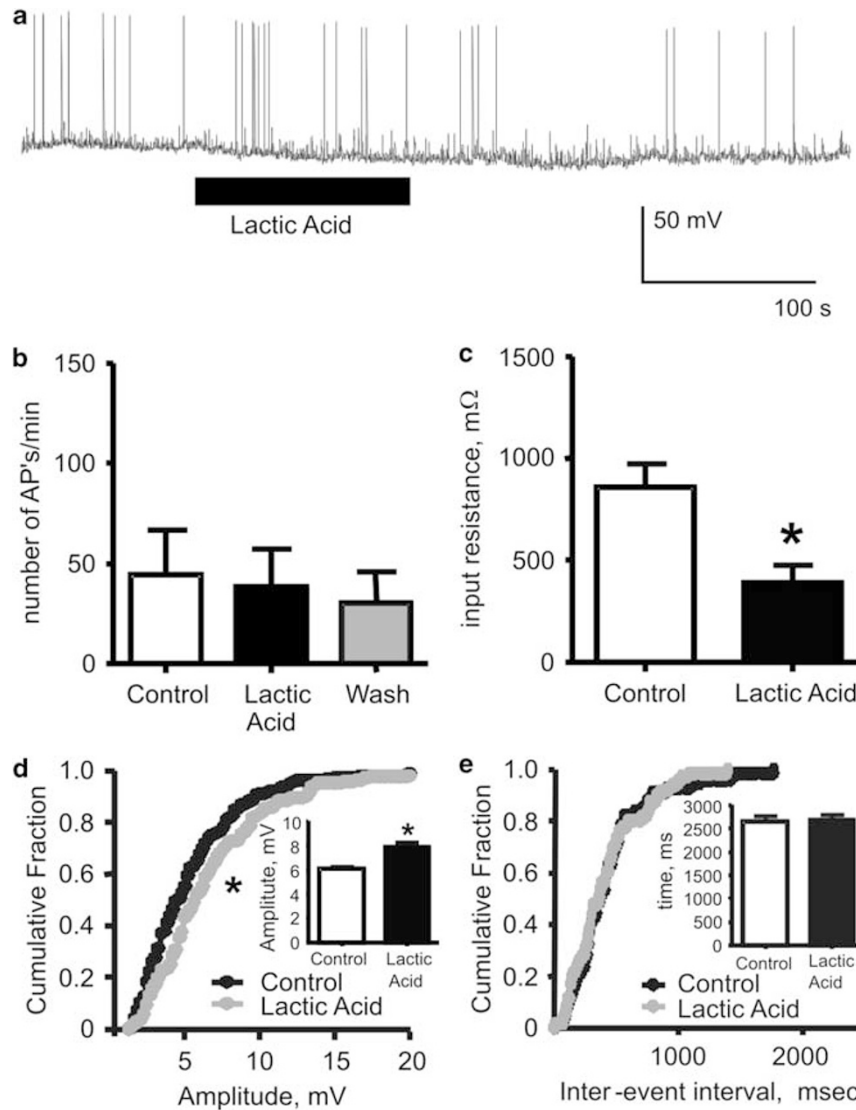 a
Lactic Acid
50 mV
100 s
b
number of AP's/min
150
100
50
0
Control
Lactic Acid
Wash
c
input resistance, mΩ
1500
1000
500
0
Control
Lactic Acid
*
d
Cumulative Fraction
1.0
0.8
0.6
0.4
0.2
0
5
10
15
20
Amplitude, mV
*
Control
Lactic Acid
Amplitude, mV
10
8
6
4
2
0
Control
Lactic Acid
*
e
Cumulative Fraction
1.0
0.8
0.6
0.4
0.2
0
1000
2000
Inter-event interval, msec
Control
Lactic Acid
time, ms
3000
2500
2000
1500
1000
500
0
Control
Lactic Acid